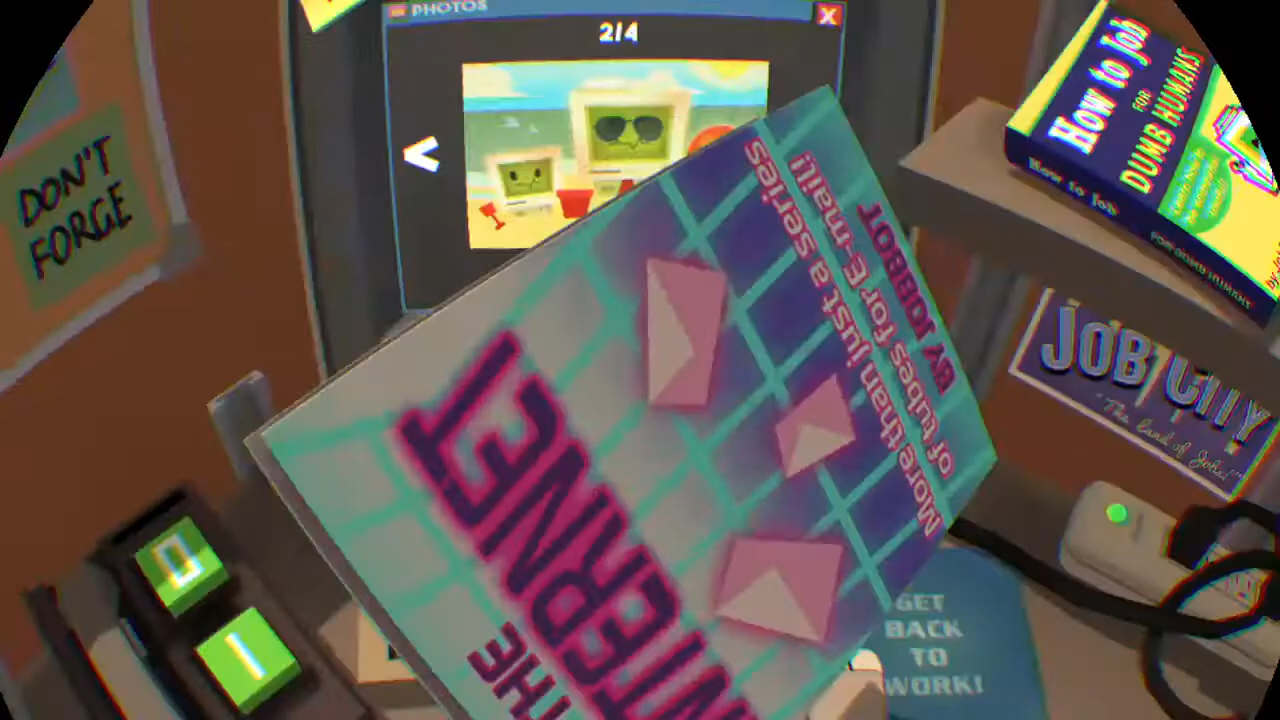 PHOTOS
X
2/4
<
DON'T
FORGE
How to Job
FOR
DUMB HUMANS
How to Job
FOR DUMB HUMANS
THE
INTERNET
More than just a series
of tubes for E-mail!
BY JOBBOT
JOB CITY
"The land of Jobs!"
0
1
GET
BACK
TO
WORK!